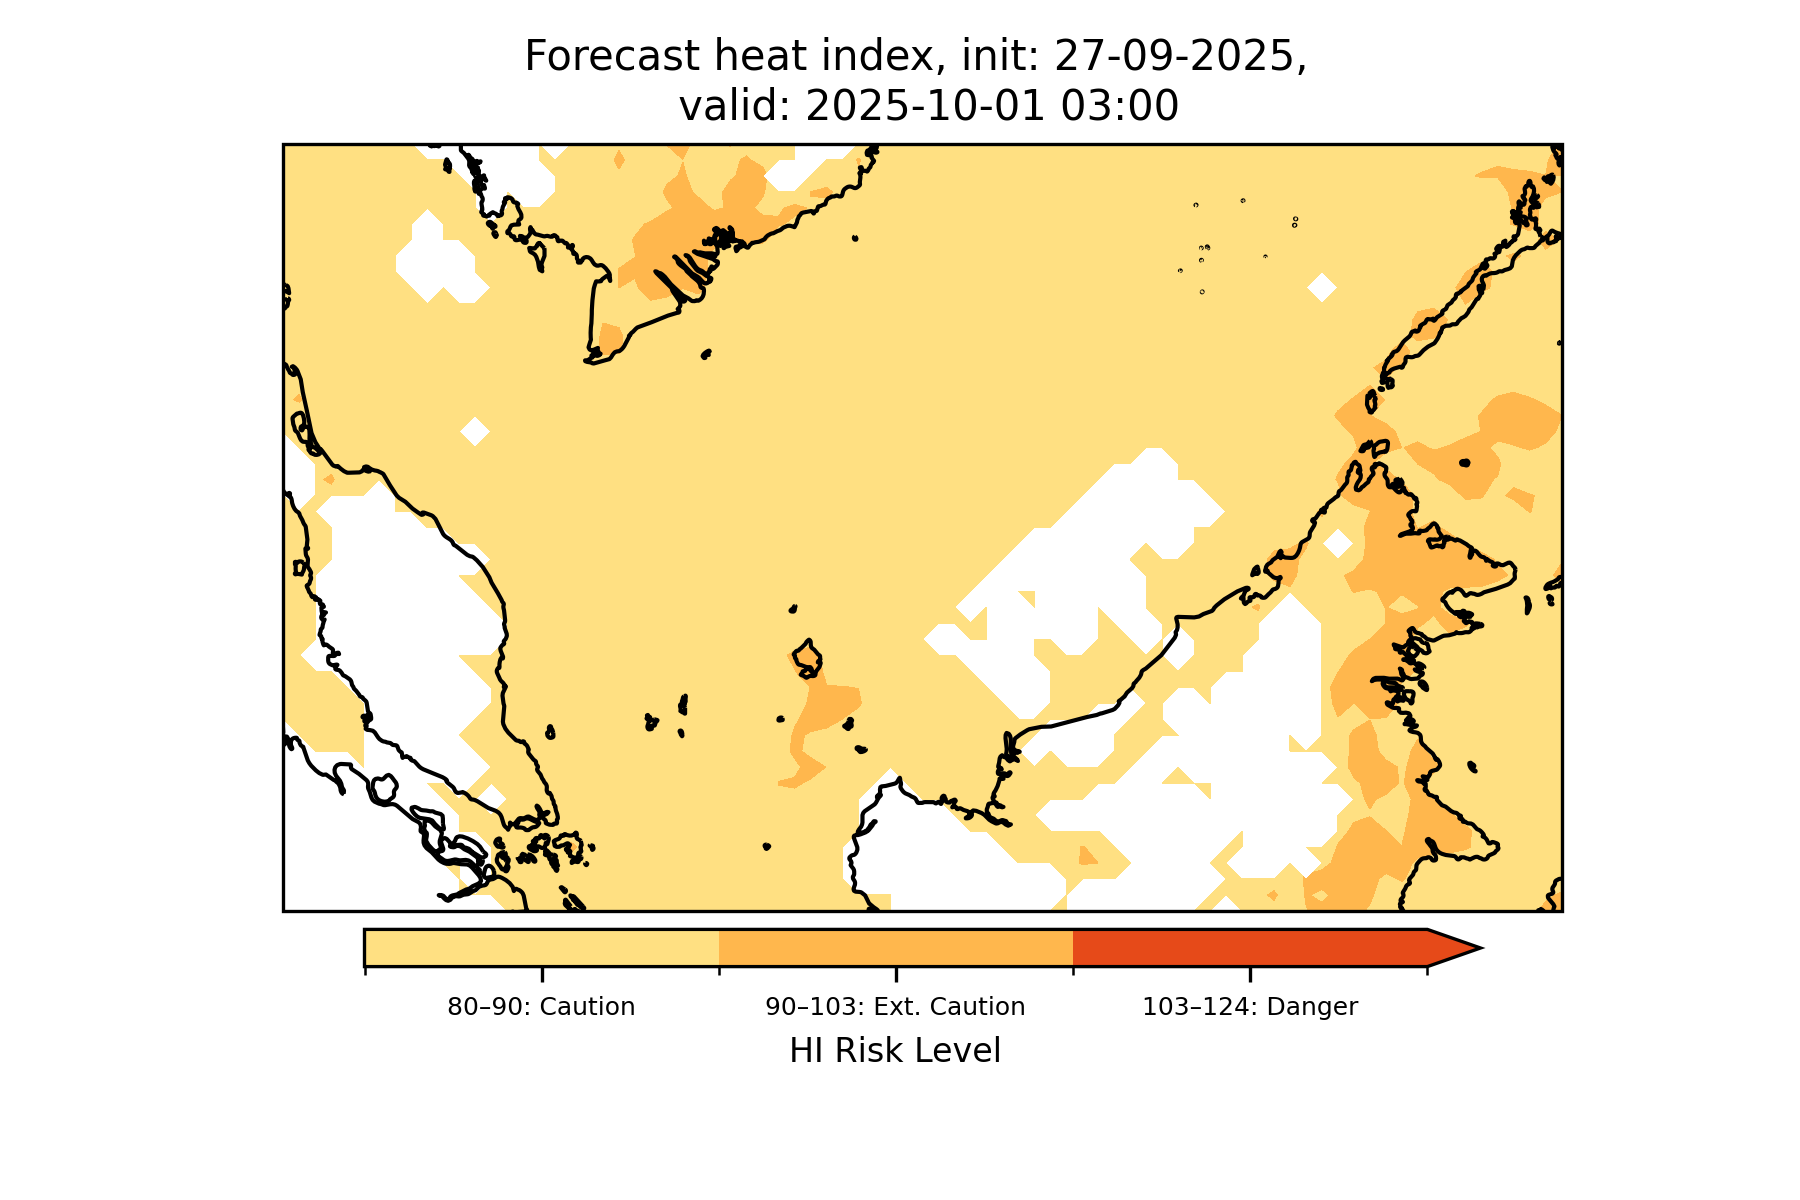 Forecast heat index, init: 27-09-2025,
valid: 2025-10-01 03:00
80–90: Caution
90–103: Ext. Caution
103–124: Danger
HI Risk Level